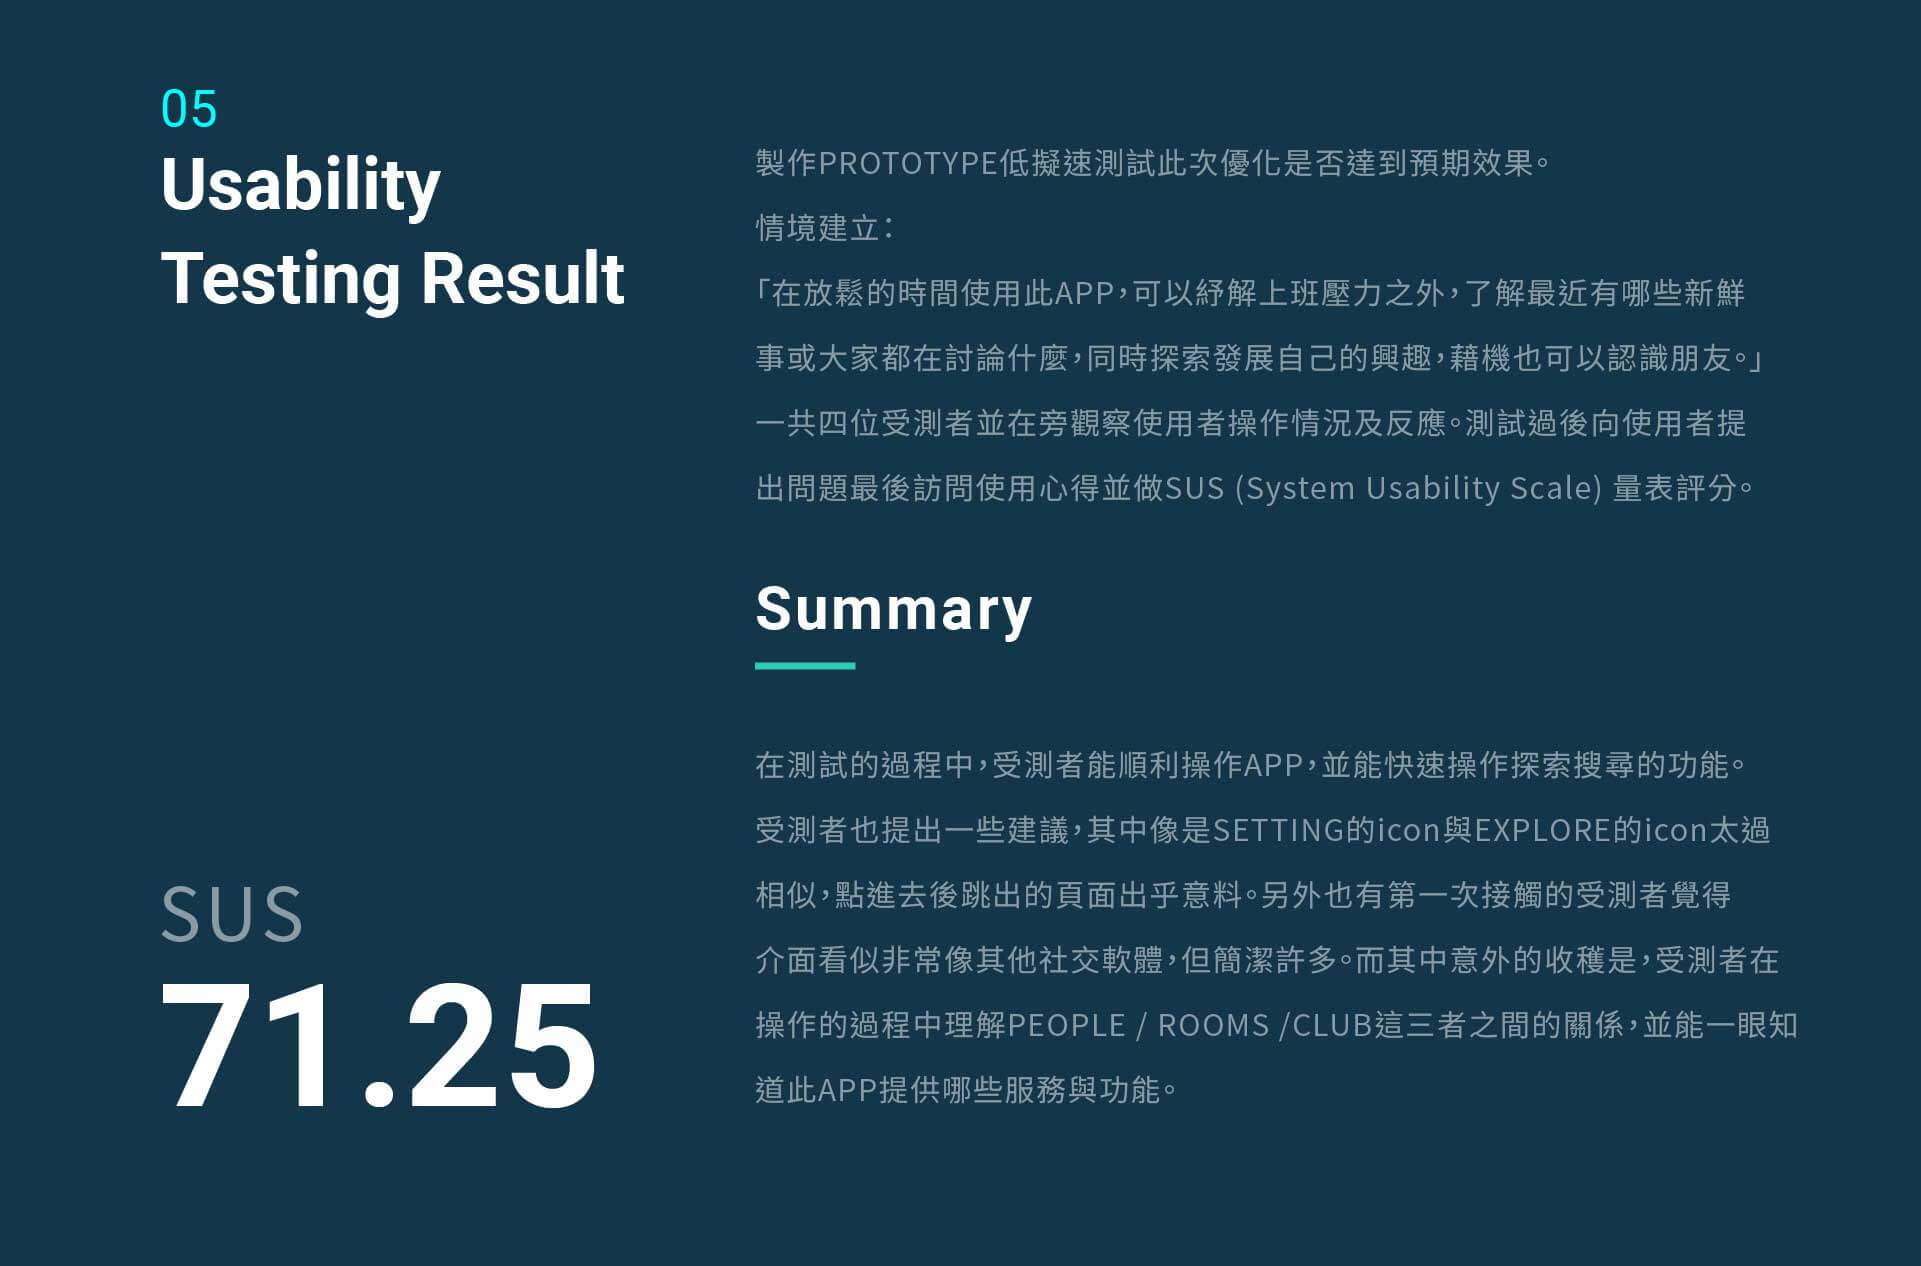 05
Usability
Testing Result
製作PROTOTYPE低擬速測試此次優化是否達到預期效果。
情境建立：
「在放鬆的時間使用此APP，可以紓解上班壓力之外，了解最近有哪些新鮮
事或大家都在討論什麼，同時探索發展自己的興趣，藉機也可以認識朋友。」
一共四位受測者並在旁觀察使用者操作情況及反應。測試過後向使用者提
出問題最後訪問使用心得並做SUS (System Usability Scale) 量表評分。
Summary
在測試的過程中，受測者能順利操作APP，並能快速操作探索搜尋的功能。
受測者也提出一些建議，其中像是SETTING的icon與EXPLORE的icon太過
相似，點進去後跳出的頁面出乎意料。另外也有第一次接觸的受測者覺得
介面看似非常像其他社交軟體，但簡潔許多。而其中意外的收穫是，受測者在
操作的過程中理解PEOPLE / ROOMS /CLUB這三者之間的關係，並能一眼知
道此APP提供哪些服務與功能。
SUS
71.25